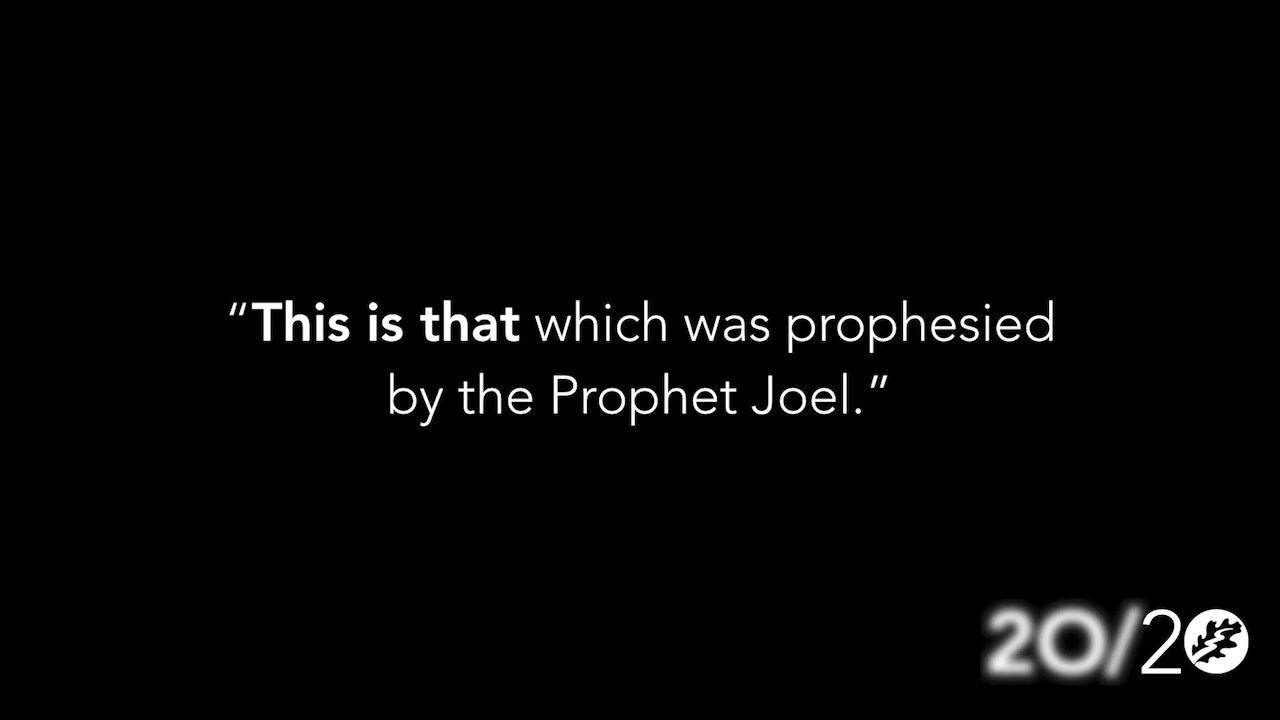 “This is that which was prophesied
by the Prophet Joel.”
20/20